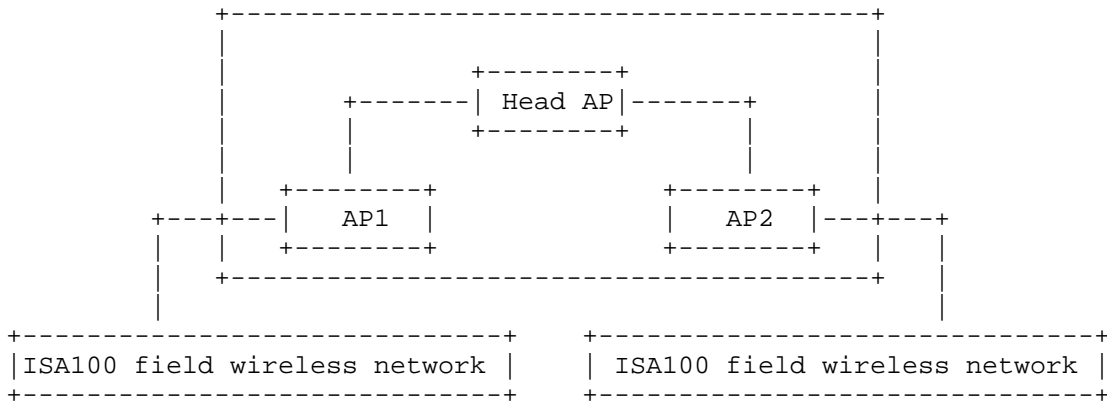 Head AP
AP1 AP2
ISA100 field wireless network ISA100 field wireless network